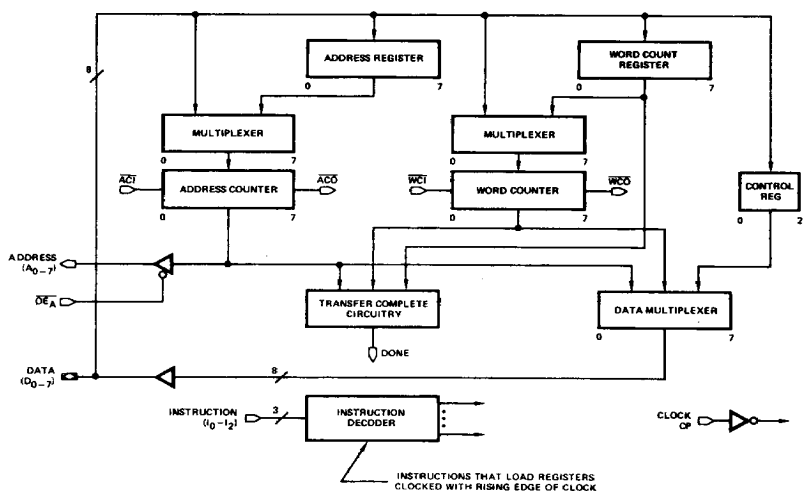 8
ADDRESS REGISTER
0 7
WORD COUNT
REGISTER
0 7
MULTIPLEXER
0 7
MULTIPLEXER
0 7
ACI
ADDRESS COUNTER
ACO
0 7
WCI
WORD COUNTER
WCO
0 7
CONTROL
REG
0 2
ADDRESS
(A0–7)
OEA
TRANSFER COMPLETE
CIRCUITRY
DATA MULTIPLEXER
0 7
DONE
DATA
(D0–7)
8
INSTRUCTION
(I0–I2)
3
INSTRUCTION
DECODER
CLOCK
CP
INSTRUCTIONS THAT LOAD REGISTERS
CLOCKED WITH RISING EDGE OF CLOCK